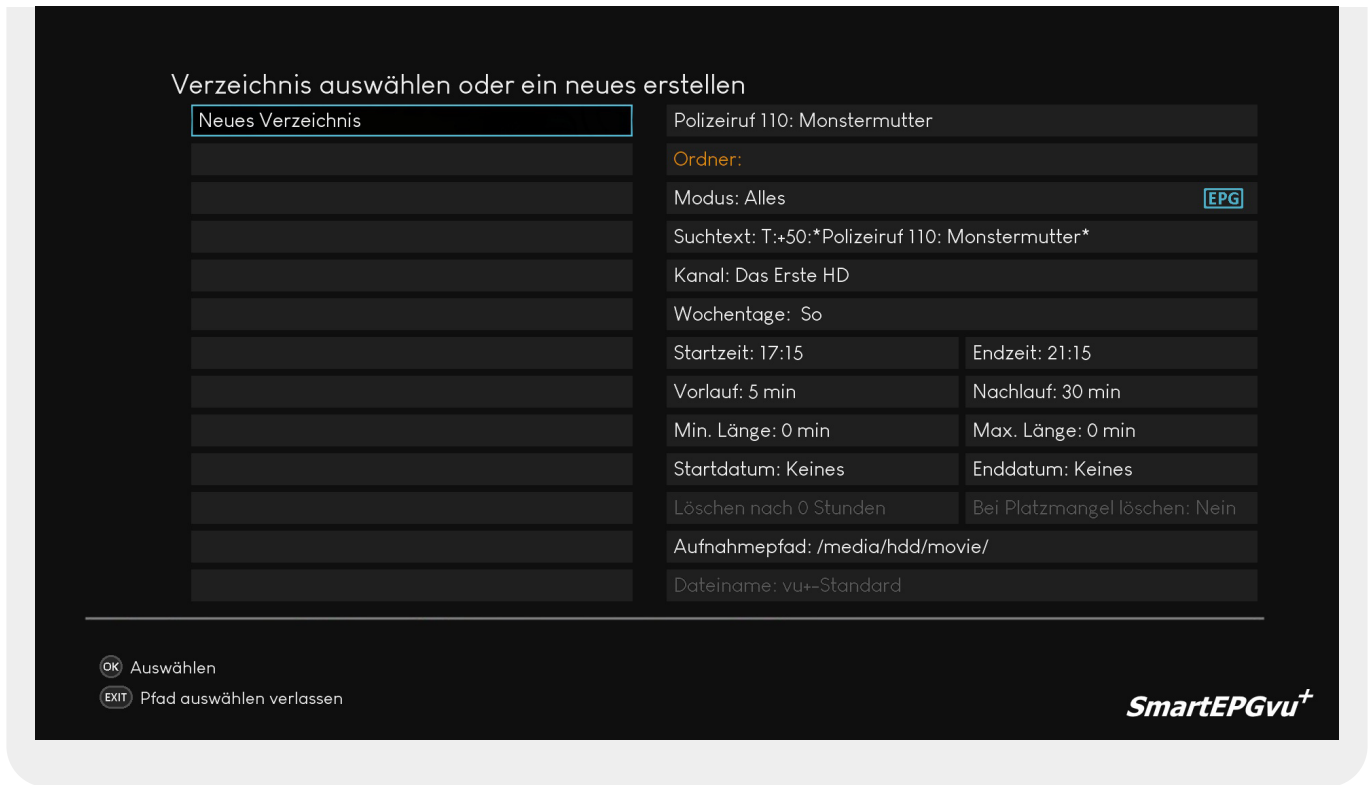 Verzeichnis auswählen oder ein neues erstellen
Neues Verzeichnis
Polizeiruf 110: Monstermutter
Ordner:
Modus: Alles
EPG
Suchtext: T:+50:*Polizeiruf 110: Monstermutter*
Kanal: Das Erste HD
Wochentage:  So
Startzeit: 17:15
Endzeit: 21:15
Vorlauf: 5 min
Nachlauf: 30 min
Min. Länge: 0 min
Max. Länge: 0 min
Startdatum: Keines
Enddatum: Keines
Löschen nach 0 Stunden
Bei Platzmangel löschen: Nein
Aufnahmepfad: /media/hdd/movie/
Dateiname: vu+-Standard
OK Auswählen
EXIT Pfad auswählen verlassen
SmartEPGvu+